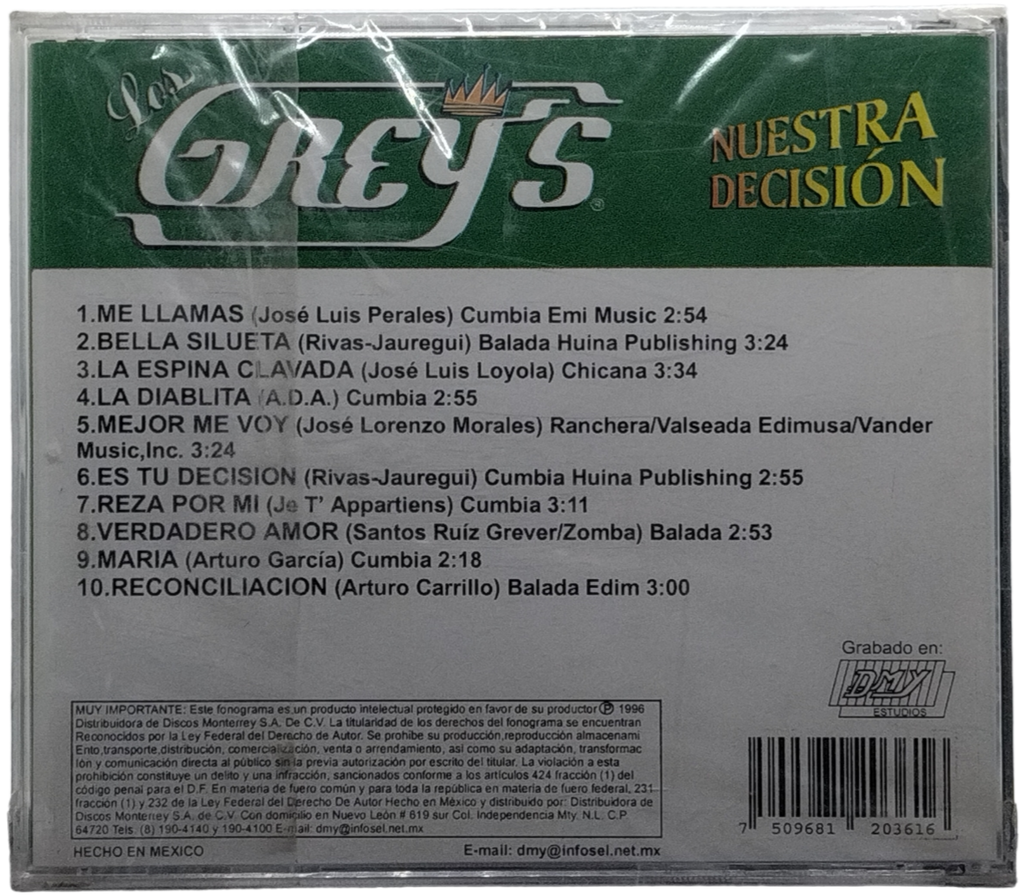 Los
GREY'S
®
NUESTRA
DECISIÓN
1.ME LLAMAS (José Luis Perales) Cumbia Emi Music 2:54
2.BELLA SILUETA (Rivas-Jauregui) Balada Huina Publishing 3:24
3.LA ESPINA CLAVADA (José Luis Loyola) Chicana 3:34
4.LA DIABLITA (A.D.A.) Cumbia 2:55
5.MEJOR ME VOY (José Lorenzo Morales) Ranchera/Valseada Edimusa/Vander
Music,Inc. 3:24
6.ES TU DECISION (Rivas-Jauregui) Cumbia Huina Publishing 2:55
7.REZA POR MI (Je T' Appartiens) Cumbia 3:11
8.VERDADERO AMOR (Santos Ruíz Grever/Zomba) Balada 2:53
9.MARIA (Arturo García) Cumbia 2:18
10.RECONCILIACION (Arturo Carrillo) Balada Edim 3:00
Grabado en:
DMY
ESTUDIOS
MUY IMPORTANTE: Este fonograma es un producto intelectual protegido en favor de su productor Ⓟ 1996
Distribuidora de Discos Monterrey S.A. De C.V. La titularidad de los derechos del fonograma se encuentran
Reconocidos por la Ley Federal del Derecho de Autor. Se prohibe su producción,reproducción almacenami
Ento,transporte,distribución, comercialización, venta o arrendamiento, así como su adaptación, transformac
ión y comunicación directa al público sin la previa autorización por escrito del titular. La violación a esta
prohibición constituye un delito y una infracción, sancionados conforme a los artículos 424 fracción (1) del
código penal para el D.F. En materia de fuero común y para toda la república en materia de fuero federal, 231
fracción (1) y 232 de la Ley Federal del Derecho De Autor Hecho en México y distribuido por: Distribuidora de
Discos Monterrey S.A. de C.V. Con domicilio en Nuevo León # 619 sur Col. Independencia Mty. N.L. C.P
64720 Tels. (8) 190-4140 y 190-4100 E-mail: dmy@infosel.net.mx
7 509681 203616
HECHO EN MEXICO
E-mail: dmy@infosel.net.mx